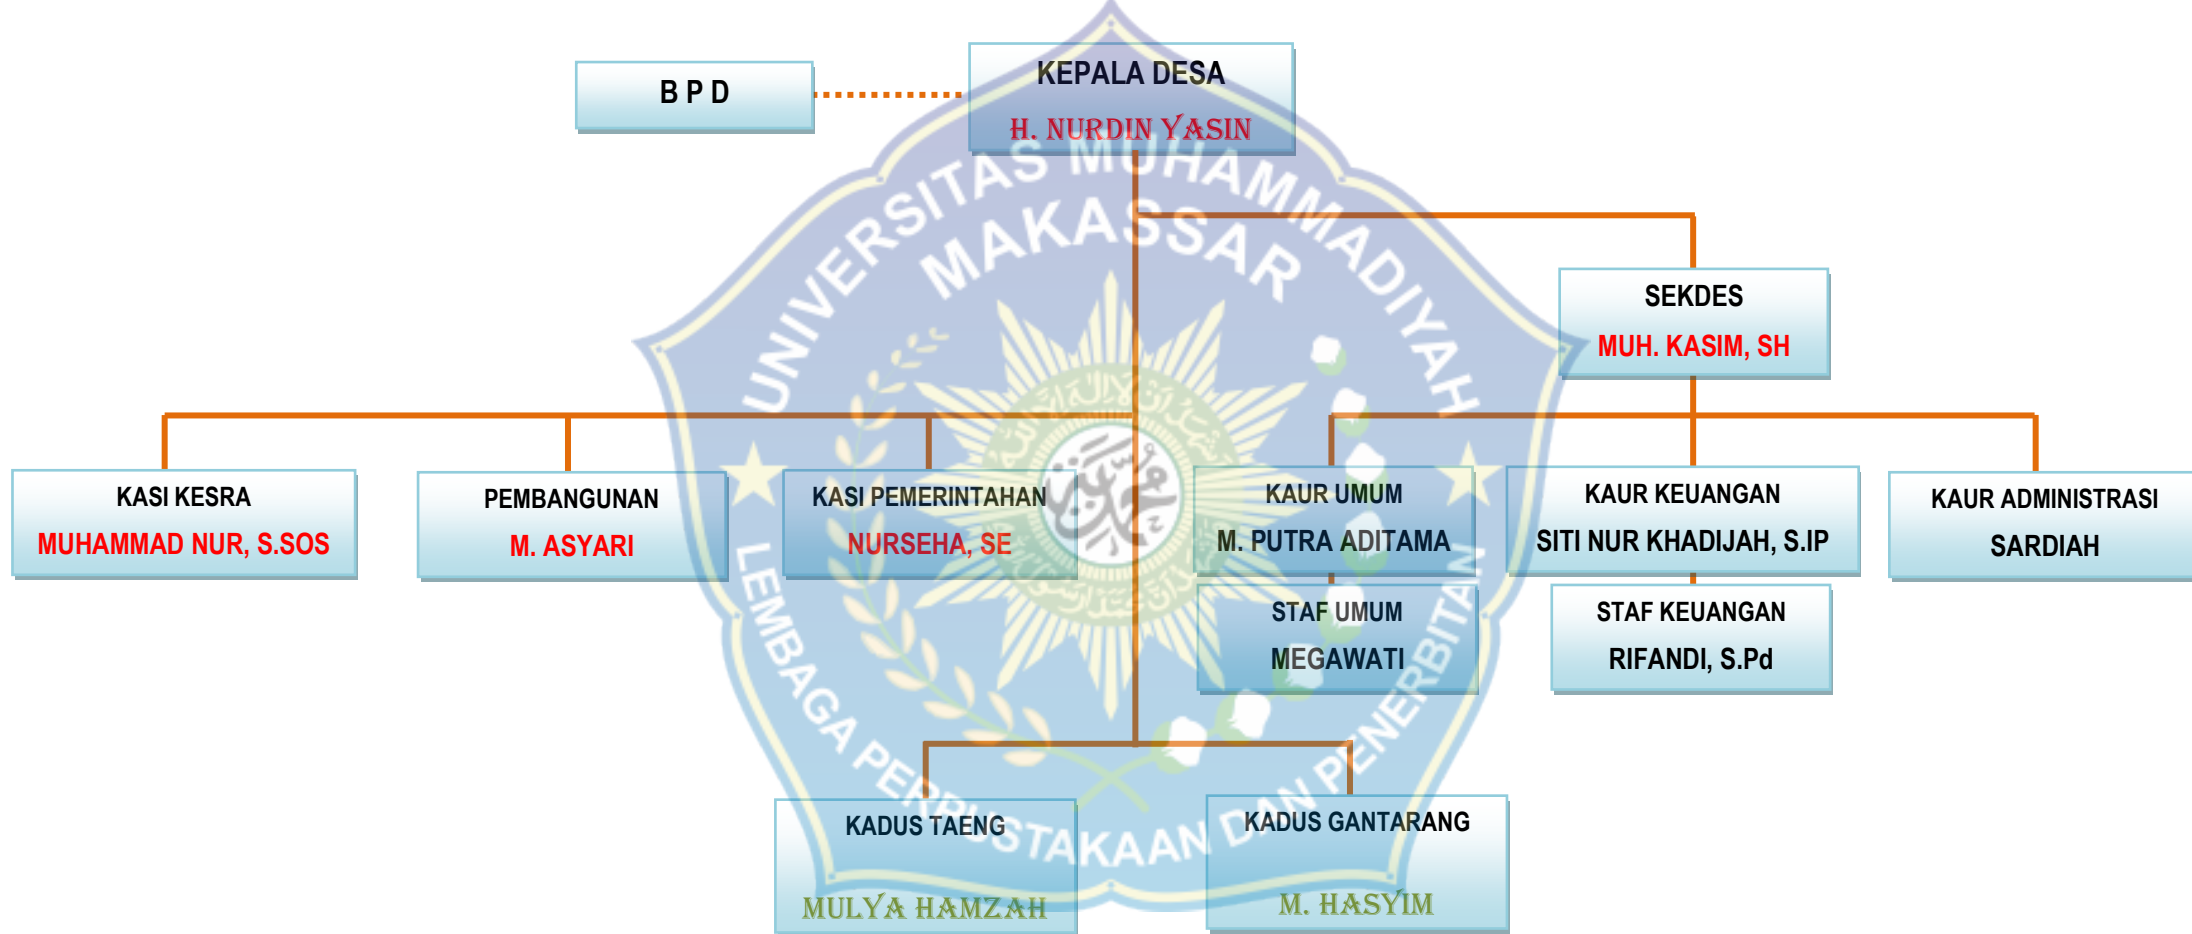 B P D
KEPALA DESA
H. NURDIN YASIN
UNIVERSITAS MUHAMMADIYAH
MAKASSAR
SEKDES
MUH. KASIM, SH
KASI KESRA
MUHAMMAD NUR, S.SOS
PEMBANGUNAN
M. ASYARI
KASI PEMERINTAHAN
NURSEHA, SE
KAUR UMUM
M. PUTRA ADITAMA
KAUR KEUANGAN
SITI NUR KHADIJAH, S.IP
KAUR ADMINISTRASI
SARDIAH
STAF UMUM
MEGAWATI
STAF KEUANGAN
RIFANDI, S.Pd
KADUS TAENG
MULYA HAMZAH
KADUS GANTARANG
M. HASYIM
LEMBAGA PERPUSTAKAAN DAN PENERBITAN